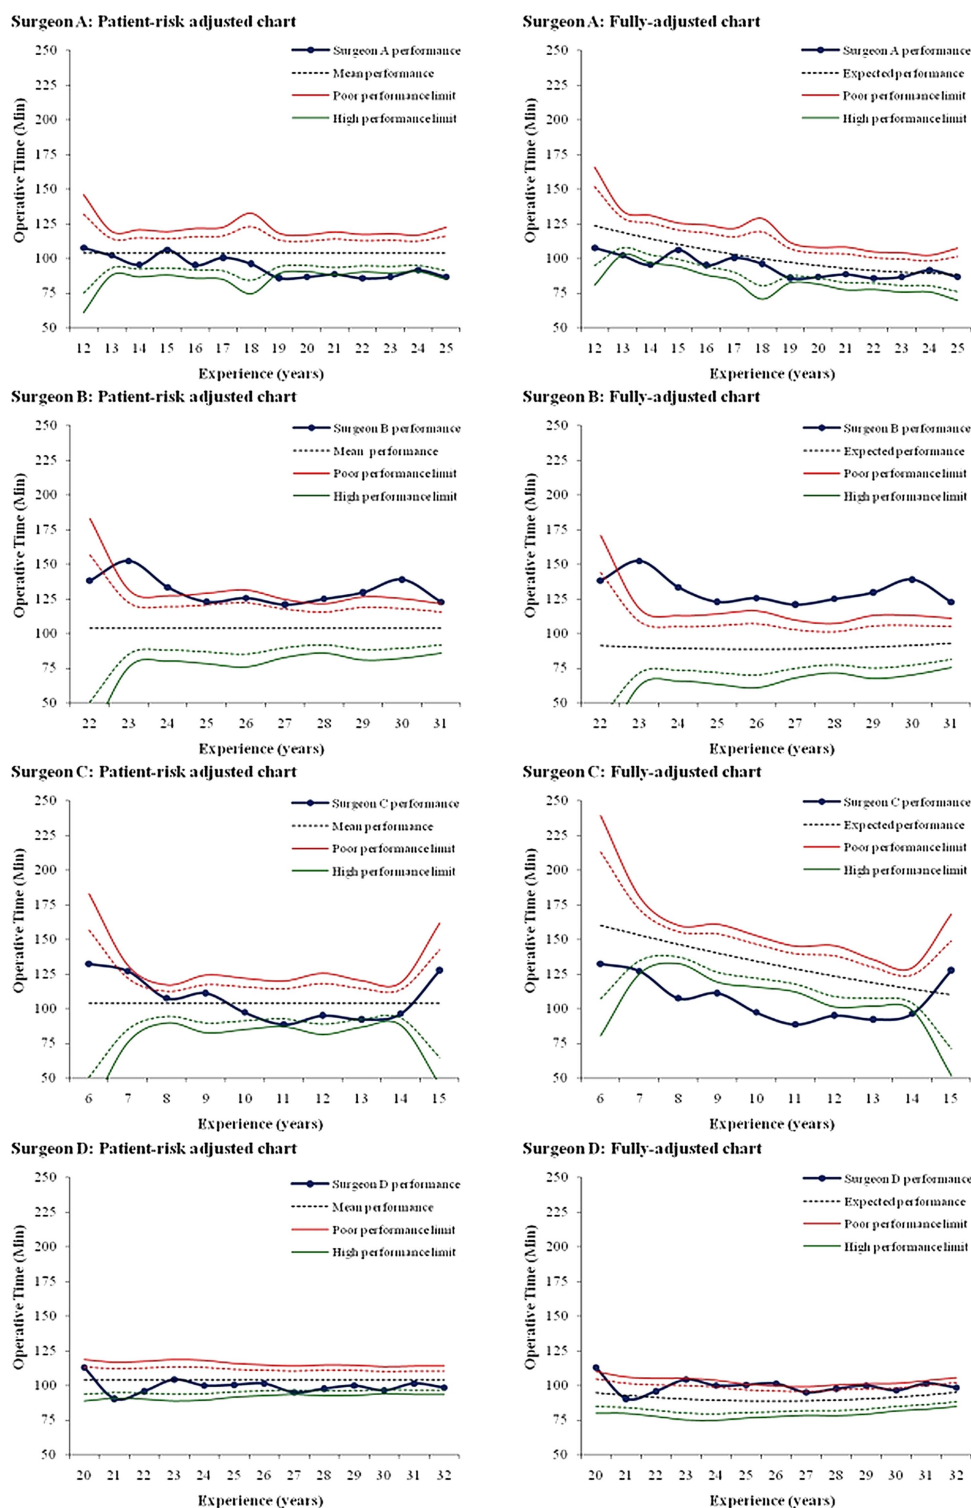 Surgeon A: Patient-risk adjusted chart
Operative Time (Min)
250
225
200
175
150
125
100
75
50
Surgeon A performance
Mean performance
Poor performance limit
High performance limit
12 13 14 15 16 17 18 19 20 21 22 23 24 25
Experience (years)
Surgeon A: Fully-adjusted chart
Operative Time (Min)
250
225
200
175
150
125
100
75
50
Surgeon A performance
Expected performance
Poor performance limit
High performance limit
12 13 14 15 16 17 18 19 20 21 22 23 24 25
Experience (years)
Surgeon B: Patient-risk adjusted chart
Operative Time (Min)
250
225
200
175
150
125
100
75
50
Surgeon B performance
Mean performance
Poor performance limit
High performance limit
22 23 24 25 26 27 28 29 30 31
Experience (years)
Surgeon B: Fully-adjusted chart
Operative Time (Min)
250
225
200
175
150
125
100
75
50
Surgeon B performance
Expected performance
Poor performance limit
High performance limit
22 23 24 25 26 27 28 29 30 31
Experience (years)
Surgeon C: Patient-risk adjusted chart
Operative Time (Min)
250
225
200
175
150
125
100
75
50
Surgeon C performance
Mean performance
Poor performance limit
High performance limit
6 7 8 9 10 11 12 13 14 15
Experience (years)
Surgeon C: Fully-adjusted chart
Operative Time (Min)
250
225
200
175
150
125
100
75
50
Surgeon C performance
Expected performance
Poor performance limit
High performance limit
6 7 8 9 10 11 12 13 14 15
Experience (years)
Surgeon D: Patient-risk adjusted chart
Operative Time (Min)
250
225
200
175
150
125
100
75
50
Surgeon D performance
Mean performance
Poor performance limit
High performance limit
20 21 22 23 24 25 26 27 28 29 30 31 32
Experience (years)
Surgeon D: Fully-adjusted chart
Operative Time (Min)
250
225
200
175
150
125
100
75
50
Surgeon D performance
Expected performance
Poor performance limit
High performance limit
20 21 22 23 24 25 26 27 28 29 30 31 32
Experience (years)